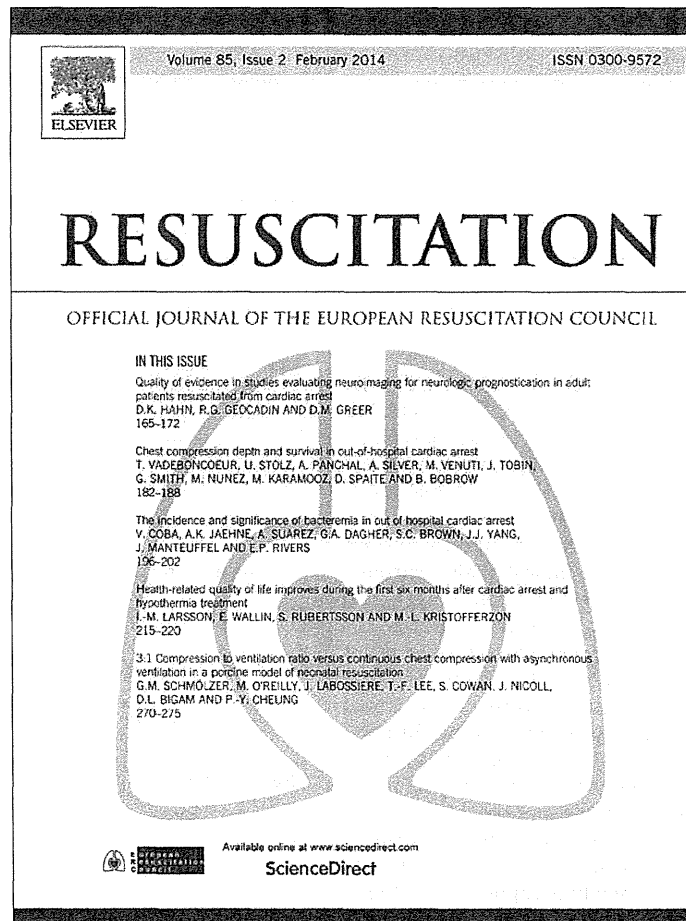 Volume 85, Issue 2 February 2014 ISSN 0300-9572
ELSEVIER
RESUSCITATION
OFFICIAL JOURNAL OF THE EUROPEAN RESUSCITATION COUNCIL
IN THIS ISSUE
Quality of evidence in studies evaluating neuroimaging for neurologic prognostication in adult
patients resuscitated from cardiac arrest
D.K. HAHN, R.G. GEOCADIN AND D.M. GREER
165–172
Chest compression depth and survival in out-of-hospital cardiac arrest
T. VADEBONCOEUR, U. STOLZ, A. PANCHAL, A. SILVER, M. VENUTI, J. TOBIN,
G. SMITH, M. NUNEZ, M. KARAMOOZ, D. SPAITE AND B. BOBROW
182–188
The incidence and significance of bacteremia in out of hospital cardiac arrest
V. COBA, A.K. JAEHNE, A. SUAREZ, G.A. DAGHER, S.C. BROWN, J.J. YANG,
J. MANTEUFFEL AND E.P. RIVERS
196–202
Health-related quality of life improves during the first six months after cardiac arrest and
hypothermia treatment
I.-M. LARSSON, E. WALLIN, S. RUBERTSSON AND M.-L. KRISTOFFERZON
215–220
3:1 Compression to ventilation ratio versus continuous chest compression with asynchronous
ventilation in a porcine model of neonatal resuscitation
G.M. SCHMÖLZER, M. O'REILLY, J. LABOSSIERE, T.-F. LEE, S. COWAN, J. NICOLL,
D.L. BIGAM AND P.-Y. CHEUNG
270–275
EUROPEAN
RESUSCITATION
COUNCIL
Available online at www.sciencedirect.com
ScienceDirect